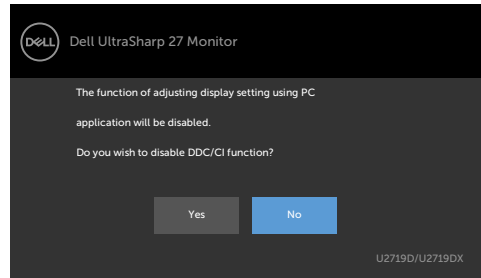 DELL
Dell UltraSharp 27 Monitor
The function of adjusting display setting using PC
application will be disabled.
Do you wish to disable DDC/CI function?
Yes
No
U2719D/U2719DX